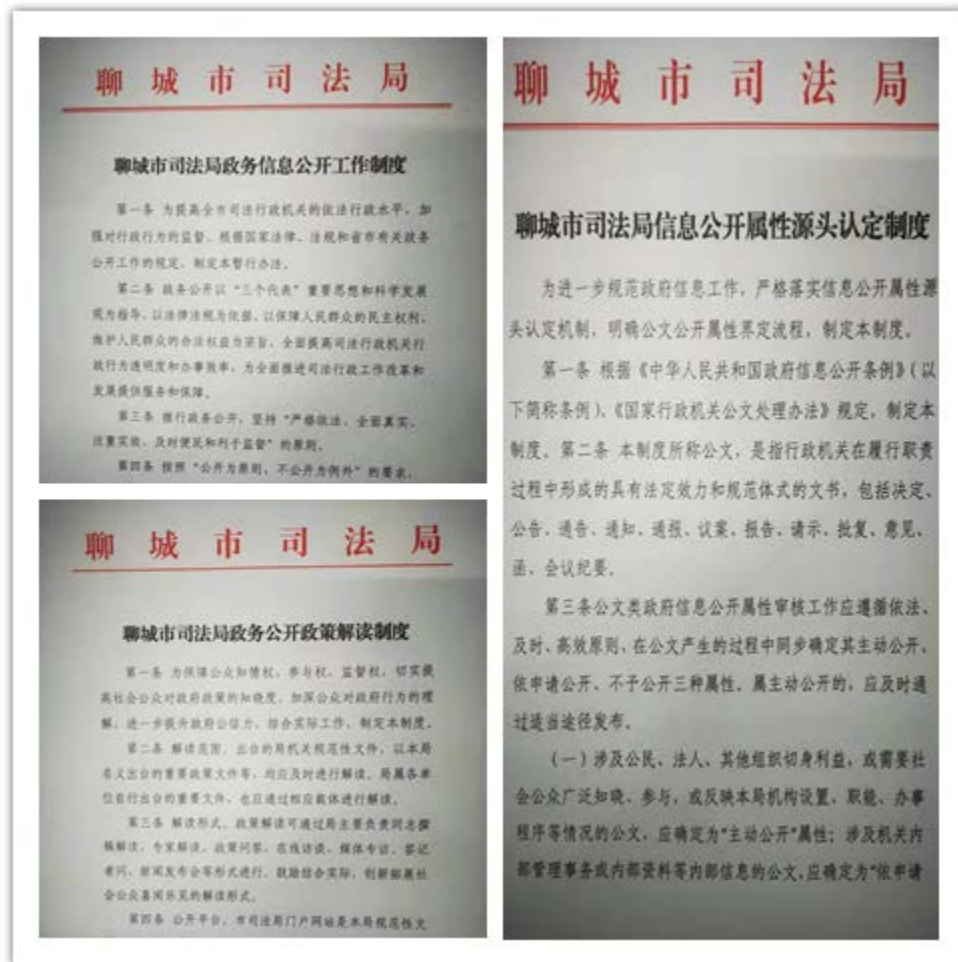 聊城市司法局
聊城市司法局政务信息公开工作制度
第一条 为提高全市司法行政机关的依法行政水平，加
强对行政行为的监督，根据国家法律、法规和省市有关政务
公开工作的规定，制定本暂行办法。
第二条 政务公开以“三个代表”重要思想和科学发展
观为指导，以法律法规为依据，以保障人民群众的民主权利，
维护人民群众的合法权益为宗旨，全面提高司法行政机关行
政行为透明度和办事效率，为全面推进司法行政工作改革和
发展提供服务和保障。
第三条 推行政务公开，坚持“严格依法、全面真实、
注重实效、及时便民和利于监督”的原则。
第四条 按照“公开为原则，不公开为例外”的要求，
聊城市司法局
聊城市司法局政务公开政策解读制度
第一条 为保障公众知情权、参与权、监督权，切实提
高社会公众对政府政策的知晓度，加深公众对政府行为的理
解，进一步提升政府公信力，结合实际工作，制定本制度。
第二条 解读范围。出台的局机关规范性文件，以本局
名义出台的重要政策文件等，均应及时进行解读。局属各单
位自行出台的重要文件，也应通过相应载体进行解读。
第三条 解读形式。政策解读可通过局主要负责同志撰
稿解读、专家解读、政策问答、在线访谈、媒体专访、答记
者问、新闻发布会等形式进行，鼓励结合实际，创新拓展社
会公众喜闻乐见的解读形式。
第四条 公开平台。市司法局门户网站是本局规范性文
聊城市司法局
聊城市司法局信息公开属性源头认定制度
为进一步规范政府信息工作，严格落实信息公开属性源
头认定机制，明确公文公开属性界定流程，制定本制度。
第一条 根据《中华人民共和国政府信息公开条例》（以
下简称条例）、《国家行政机关公文处理办法》规定，制定本
制度。第二条 本制度所称公文，是指行政机关在履行职责
过程中形成的具有法定效力和规范体式的文书，包括决定、
公告、通告、通知、通报、议案、报告、请示、批复、意见、
函、会议纪要。
第三条公文类政府信息公开属性审核工作应遵循依法、
及时、高效原则，在公文产生的过程中同步确定其主动公开、
依申请公开、不予公开三种属性。属主动公开的，应及时通
过适当途径发布。
（一）涉及公民、法人、其他组织切身利益，或需要社
会公众广泛知晓、参与，或反映本局机构设置、职能、办事
程序等情况的公文，应确定为“主动公开”属性；涉及机关内
部管理事务或内部资料等内部信息的公文，应确定为“依申请